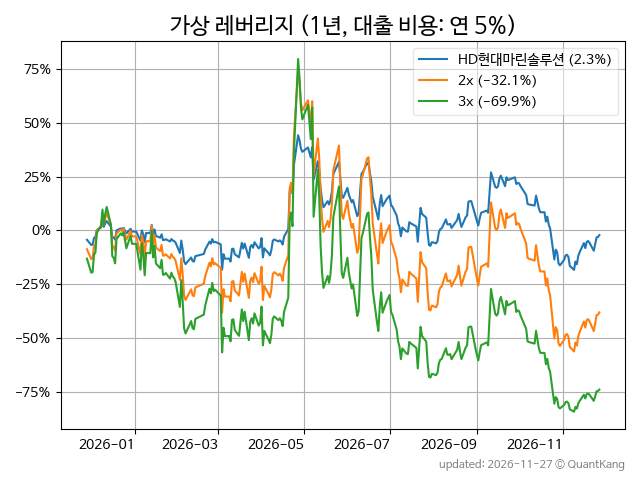 가상 레버리지 (1년, 대출 비용: 연 5%)
HD현대마린솔루션 (2.3%)
2x (−32.1%)
3x (−69.9%)
75%
50%
25%
0%
−25%
−50%
−75%
2026-01 2026-03 2026-05 2026-07 2026-09 2026-11
updated: 2026-11-27 © QuantKang